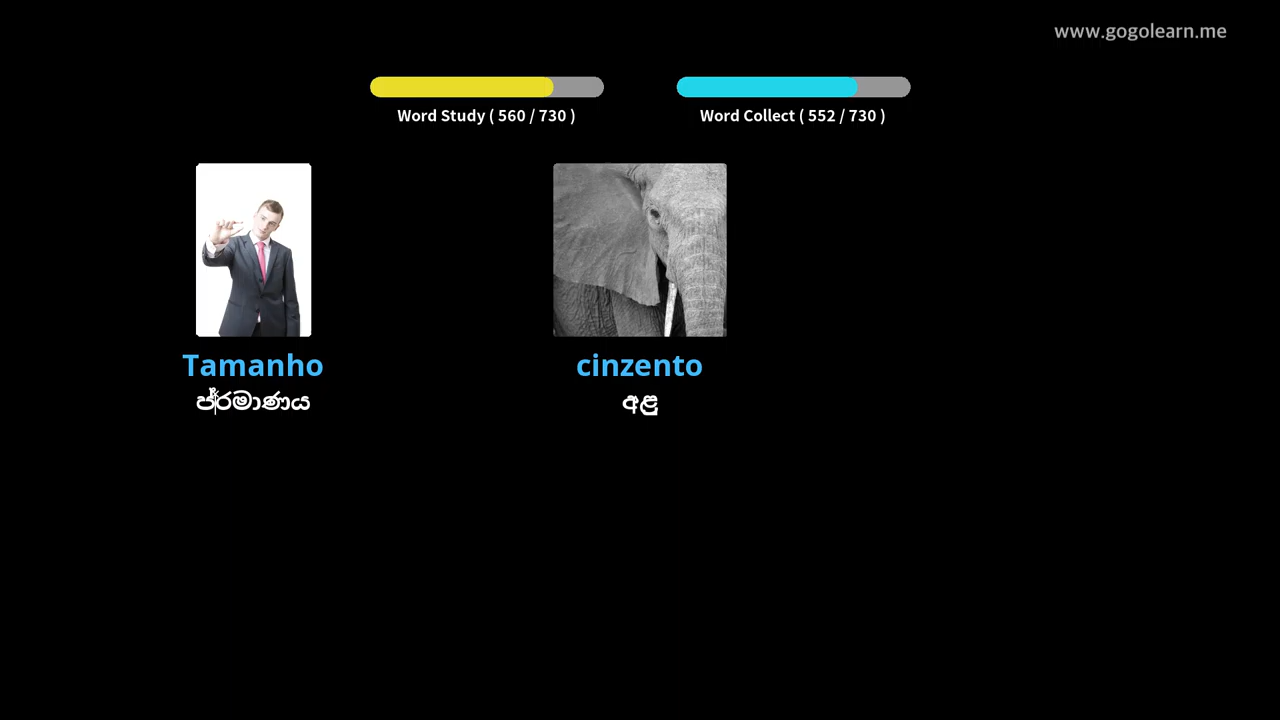 www.gogolearn.me
Word Study ( 560 / 730 )
Word Collect ( 552 / 730 )
Tamanho
cinzento
ප්‍රමාණය
අළු